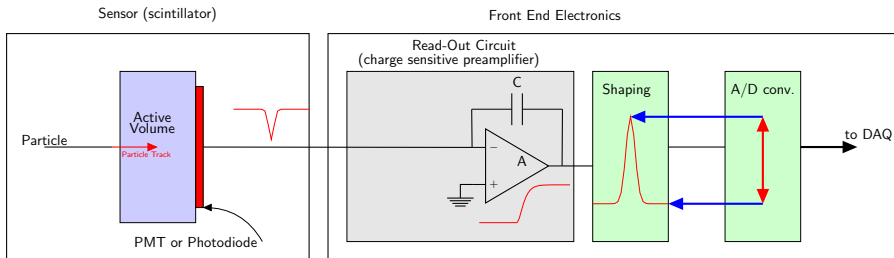 Sensor (scintillator)
Front End Electronics
Read-Out Circuit
(charge sensitive preamplifier)
C
Shaping
A/D conv.
Active
Volume
Particle
Particle Track
−
A
+
to DAQ
PMT or Photodiode